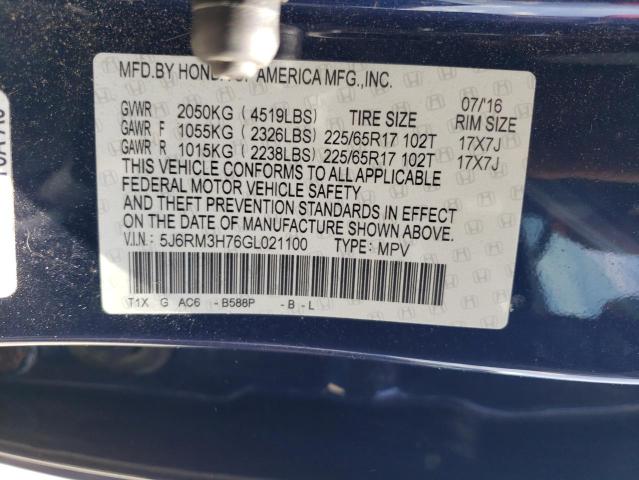 MFD.BY HONDA OF AMERICA MFG.,INC.
07/'16
GVWR 2050KG ( 4519LBS) TIRE SIZE RIM SIZE
GAWR F 1055KG ( 2326LBS) 225/65R17 102T 17X7J
GAWR R 1015KG ( 2238LBS) 225/65R17 102T 17X7J
THIS VEHICLE CONFORMS TO ALL APPLICABLE
FEDERAL MOTOR VEHICLE SAFETY
AND THEFT PREVENTION STANDARDS IN EFFECT
ON THE DATE OF MANUFACTURE SHOWN ABOVE.
V.I.N.: 5J6RM3H76GL021100 TYPE: MPV
T1X G AC6 -B588P -B-L